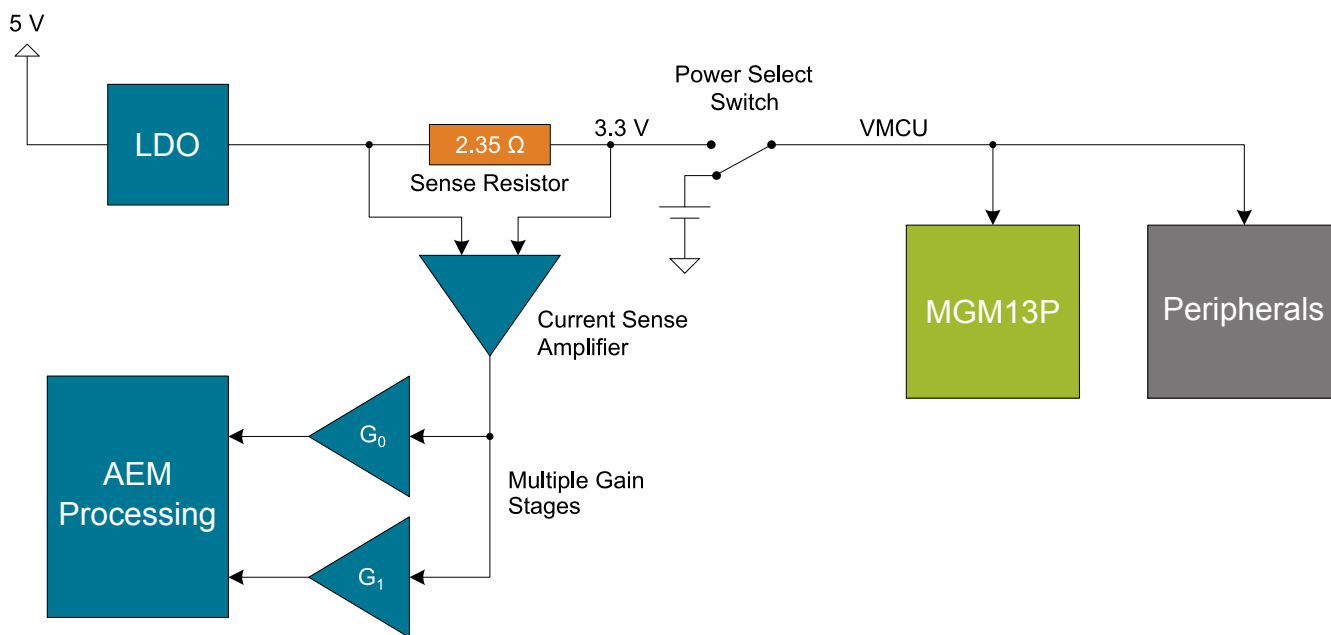 5 V
LDO
2.35 Ω
Sense Resistor
3.3 V
Power Select
Switch
VMCU
MGM13P
Peripherals
Current Sense
Amplifier
AEM
Processing
G₀
Multiple Gain
Stages
G₁